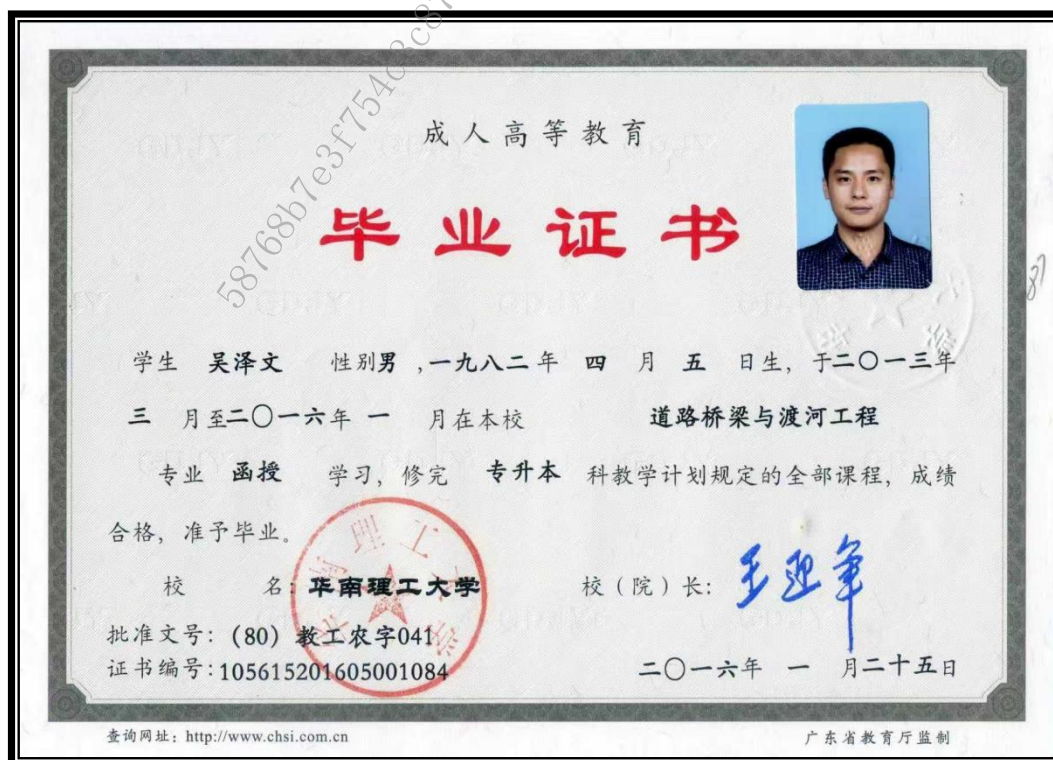 58768b7e3f754c8c87
成人高等教育
毕业证书
学生 吴泽文 性别男 ,一九八二年 四 月 五 日生, 于二〇一三年
三 月至二〇一六年 一 月在本校 道路桥梁与渡河工程
专业 函授 学习, 修完 专升本 科教学计划规定的全部课程, 成绩
合格, 准予毕业。
校 名: 华南理工大学
校(院)长:
批准文号: (80) 教工农字041
证书编号: 105615201605001084
二〇一六年 一 月二十五日
华南理工大学
查询网址: http://www.chsi.com.cn
广东省教育厅监制